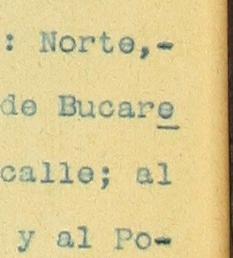 : Norte,-
de Bucare
calle; al
y al Po-